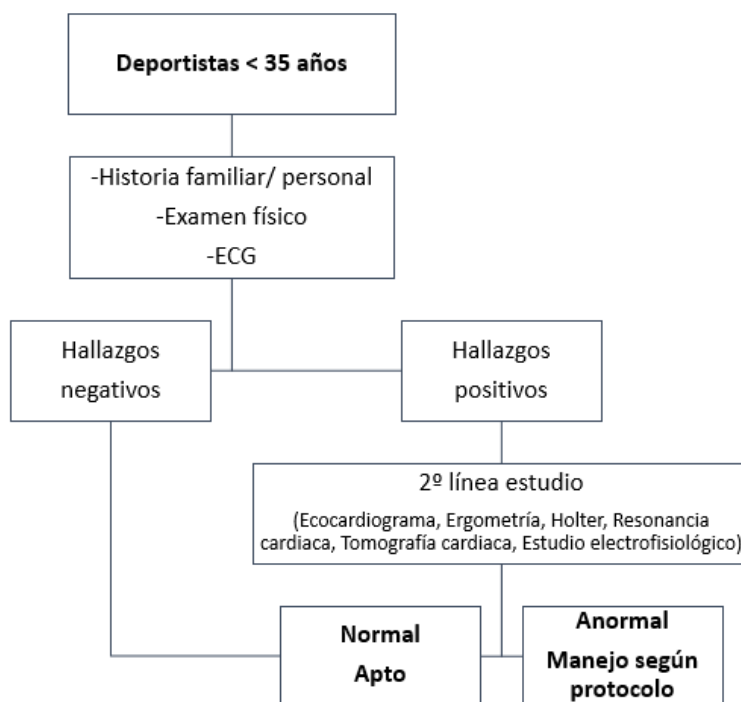 Deportistas < 35 años
-Historia familiar/ personal
-Examen físico
-ECG
Hallazgos
negativos
Hallazgos
positivos
2º línea estudio
(Ecocardiograma, Ergometría, Holter, Resonancia
cardiaca, Tomografía cardiaca, Estudio electrofisiológico)
Normal
Apto
Anormal
Manejo según
protocolo